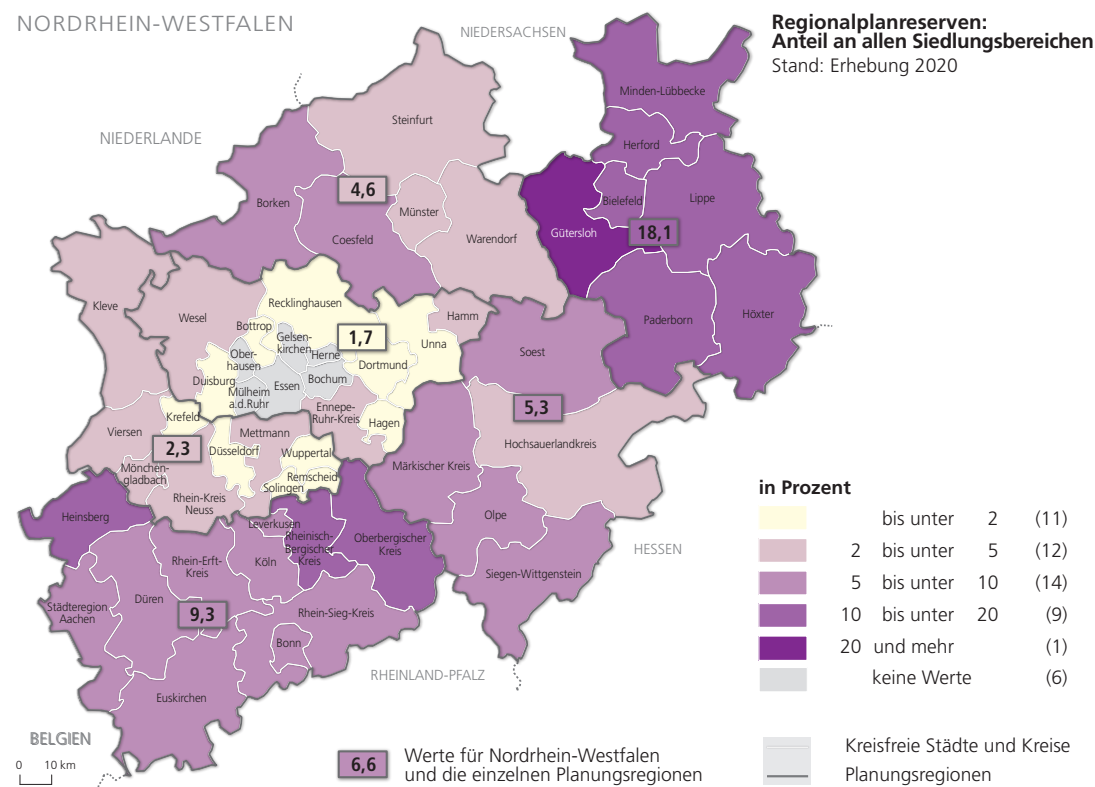 NORDRHEIN-WESTFALEN
NIEDERSACHSEN
Regionalplanreserven:
Anteil an allen Siedlungsbereichen
Stand: Erhebung 2020
Minden-Lübbecke
Steinfurt
NIEDERLANDE
Herford
4,6
Borken
Münster
Bielefeld
Lippe
Coesfeld
Warendorf
Gütersloh
18,1
Kleve
Recklinghausen
Wesel
Hamm
Paderborn
Höxter
Bottrop
Gelsen-
kirchen
1,7
Unna
Ober-
hausen
Herne
Dortmund
Soest
Duisburg
Essen
Bochum
Mülheim
a.d.Ruhr
Ennepe-
Ruhr-Kreis
5,3
Krefeld
Hagen
Viersen
Mettmann
Hochsauerlandkreis
2,3
Düsseldorf
Wuppertal
Märkischer Kreis
Mönchen-
gladbach
Remscheid
Solingen
Rhein-Kreis
Neuss
Heinsberg
Leverkusen
Olpe
Rheinisch-
Bergischer
Kreis
Oberbergischer
Kreis
Rhein-Erft-
Kreis
Köln
HESSEN
Siegen-Wittgenstein
Düren
Städteregion
Aachen
9,3
Rhein-Sieg-Kreis
Bonn
RHEINLAND-PFALZ
Euskirchen
BELGIEN
0 10 km
in Prozent
bis unter 2 (11)
2 bis unter 5 (12)
5 bis unter 10 (14)
10 bis unter 20 (9)
20 und mehr (1)
keine Werte (6)
6,6
Werte für Nordrhein-Westfalen
und die einzelnen Planungsregionen
Kreisfreie Städte und Kreise
Planungsregionen